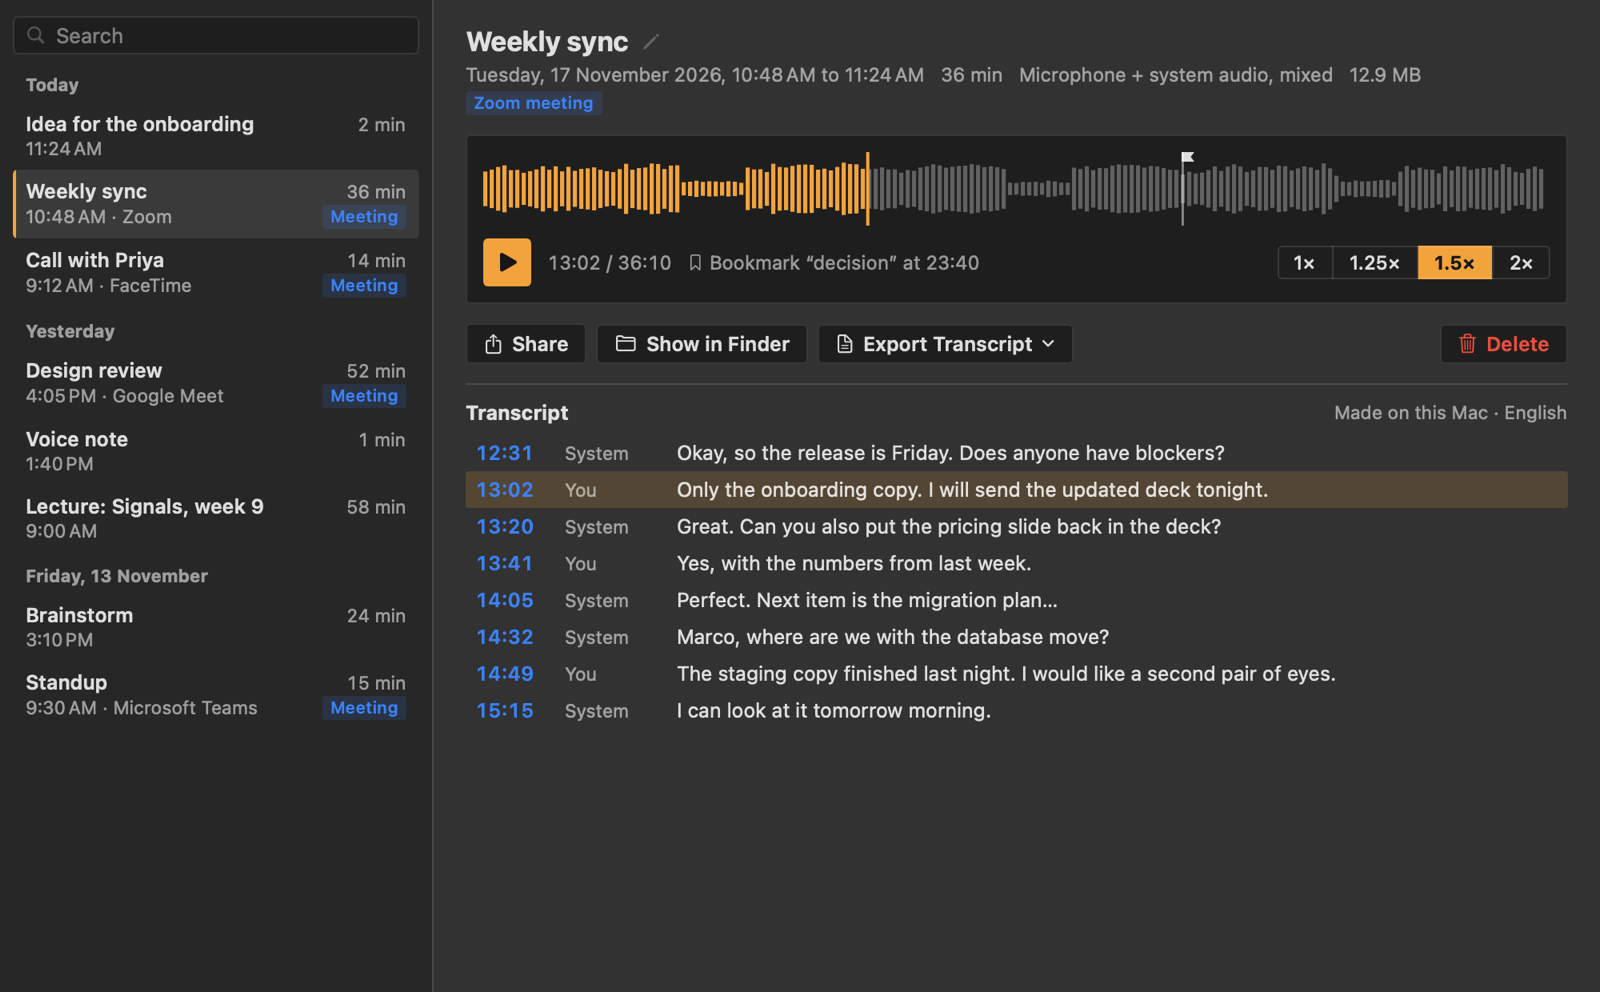 Search
Today
Idea for the onboarding 2 min
11:24 AM
Weekly sync 36 min
10:48 AM · Zoom Meeting
Call with Priya 14 min
9:12 AM · FaceTime Meeting
Yesterday
Design review 52 min
4:05 PM · Google Meet Meeting
Voice note 1 min
1:40 PM
Lecture: Signals, week 9 58 min
9:00 AM
Friday, 13 November
Brainstorm 24 min
3:10 PM
Standup 15 min
9:30 AM · Microsoft Teams Meeting
Weekly sync
Tuesday, 17 November 2026, 10:48 AM to 11:24 AM 36 min Microphone + system audio, mixed 12.9 MB
Zoom meeting
13:02 / 36:10 Bookmark “decision” at 23:40 1× 1.25× 1.5× 2×
Share Show in Finder Export Transcript Delete
Transcript Made on this Mac · English
12:31 System Okay, so the release is Friday. Does anyone have blockers?
13:02 You Only the onboarding copy. I will send the updated deck tonight.
13:20 System Great. Can you also put the pricing slide back in the deck?
13:41 You Yes, with the numbers from last week.
14:05 System Perfect. Next item is the migration plan…
14:32 System Marco, where are we with the database move?
14:49 You The staging copy finished last night. I would like a second pair of eyes.
15:15 System I can look at it tomorrow morning.